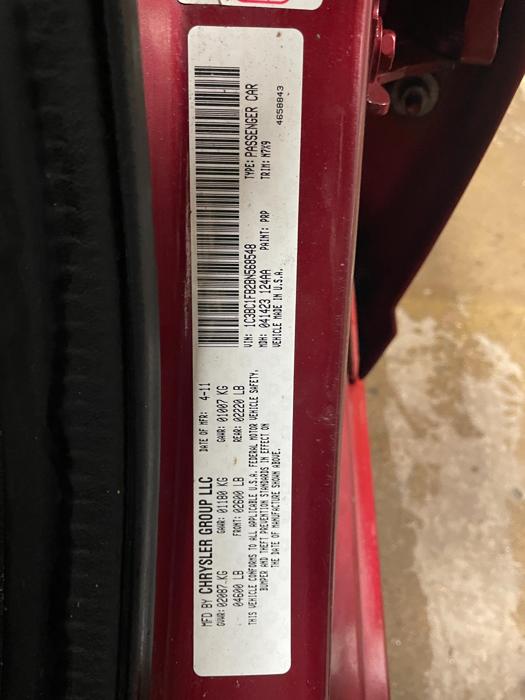 MFD BY CHRYSLER GROUP LLC
DATE OF MFR: 4-11
GVWR: 02087 KG
GAWR: 01180 KG
GAWR: 01007 KG
04600 LB
FRONT: 02600 LB
REAR: 02220 LB
THIS VEHICLE CONFORMS TO ALL APPLICABLE U.S.A. FEDERAL MOTOR VEHICLE SAFETY,
BUMPER AND THEFT PREVENTION STANDARDS IN EFFECT ON
THE DATE OF MANUFACTURE SHOWN ABOVE.
VIN: 1C3BC1FB2BN568548
TYPE: PASSENGER CAR
MDH: 041423 124AA
PAINT: PRP
TRIM: M7X9
VEHICLE MADE IN U.S.A.
4658843